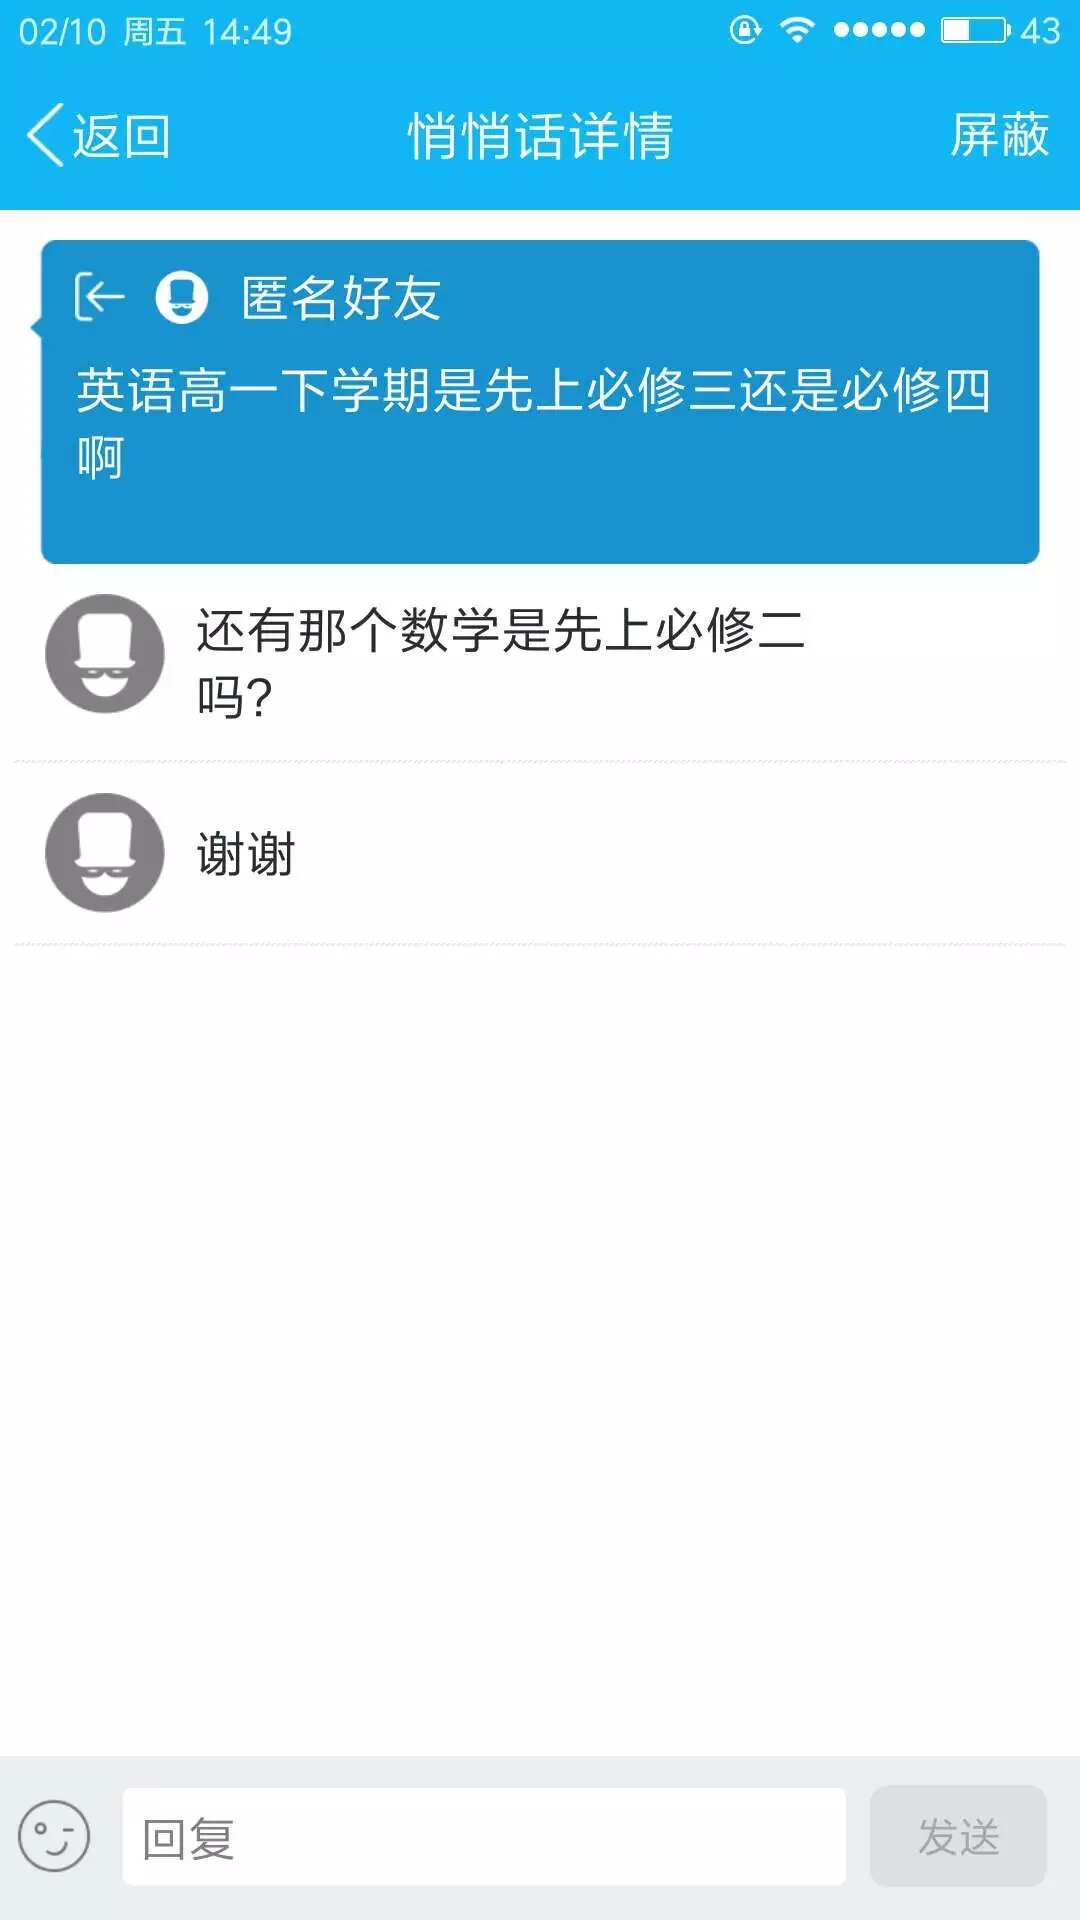 02/10 周五 14:49 43
返回 悄悄话详情 屏蔽
匿名好友
英语高一下学期是先上必修三还是必修四
啊
还有那个数学是先上必修二
吗?
谢谢
回复 发送